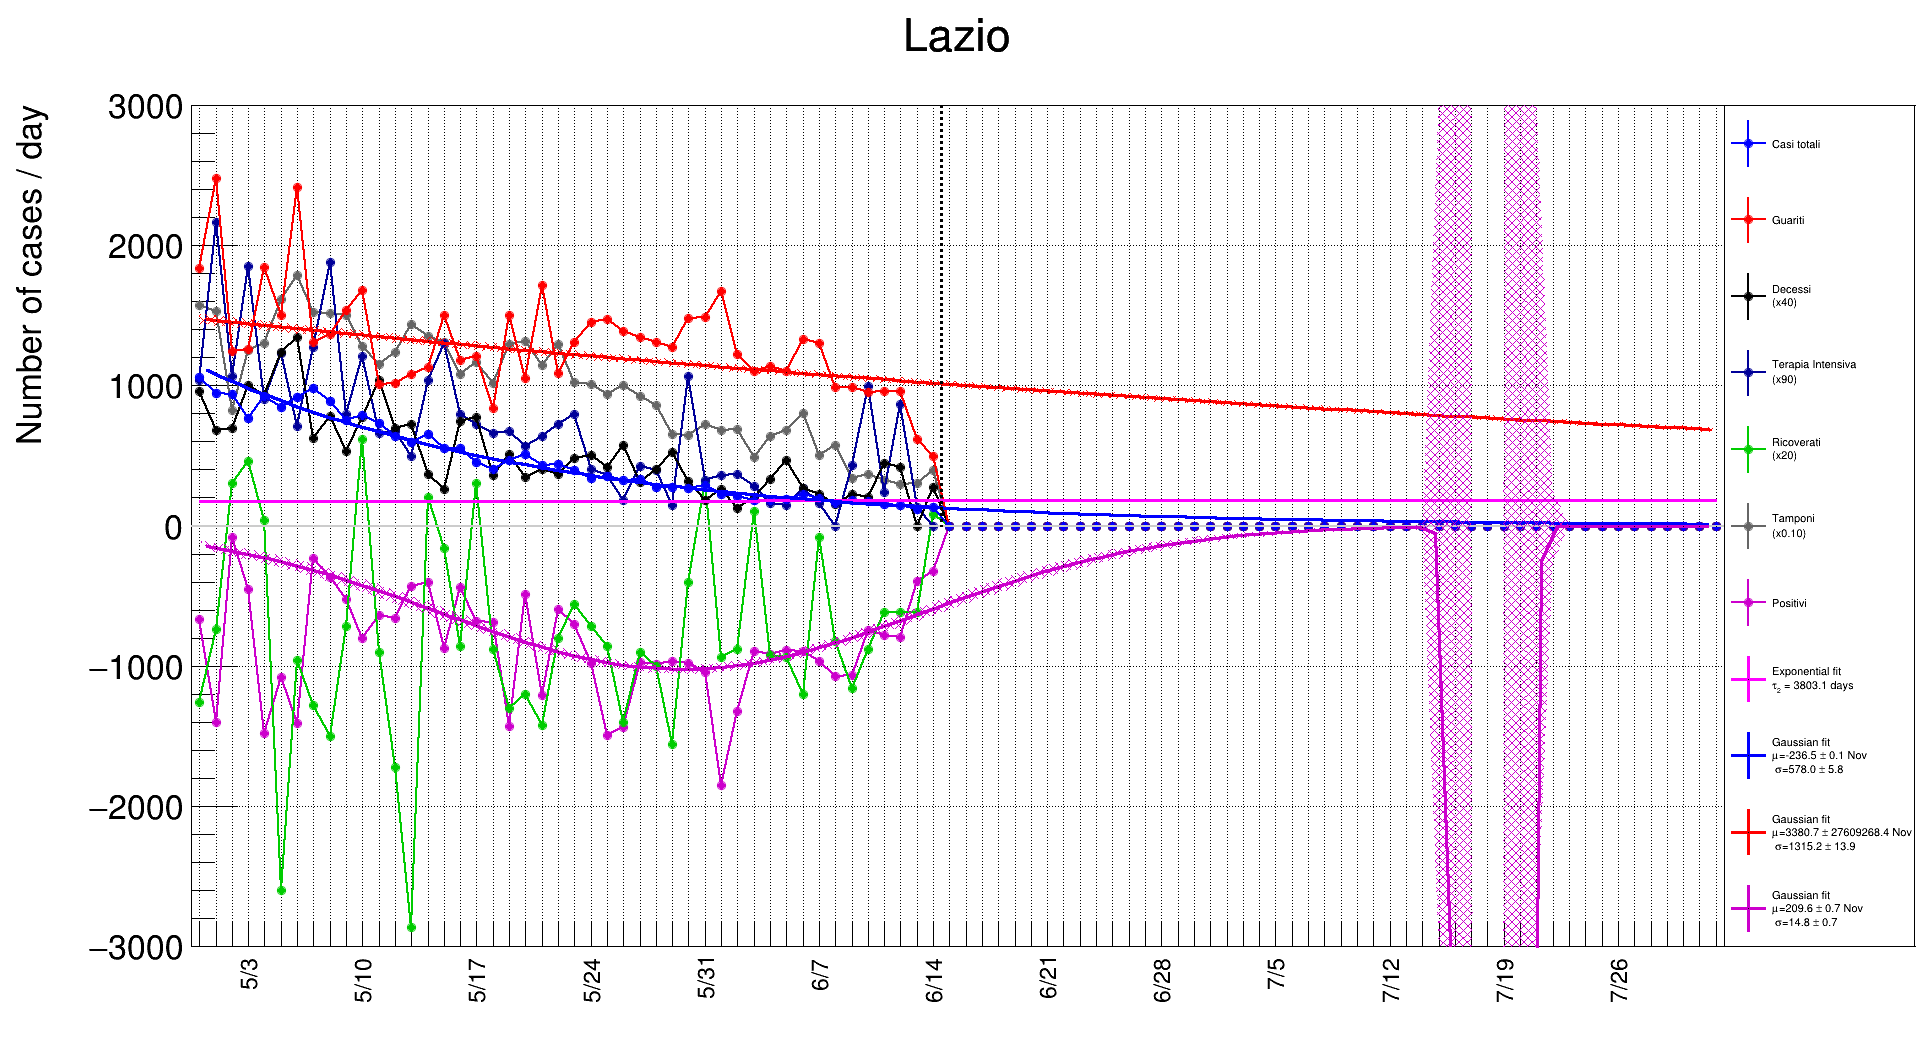 Lazio
Number of cases / day
3000
2000
1000
0
−1000
−2000
−3000
5/3
5/10
5/17
5/24
5/31
6/7
6/14
6/21
6/28
7/5
7/12
7/19
7/26
Casi totali
Guariti
Decessi
(x40)
Terapia Intensiva
(x90)
Ricoverati
(x20)
Tamponi
(x0.10)
Positivi
Exponential fit
τ₂ = 3803.1 days
Gaussian fit
μ=-236.5 ± 0.1 Nov
σ=578.0 ± 5.8
Gaussian fit
μ=3380.7 ± 27609268.4 Nov
σ=1315.2 ± 13.9
Gaussian fit
μ=209.6 ± 0.7 Nov
σ=14.8 ± 0.7